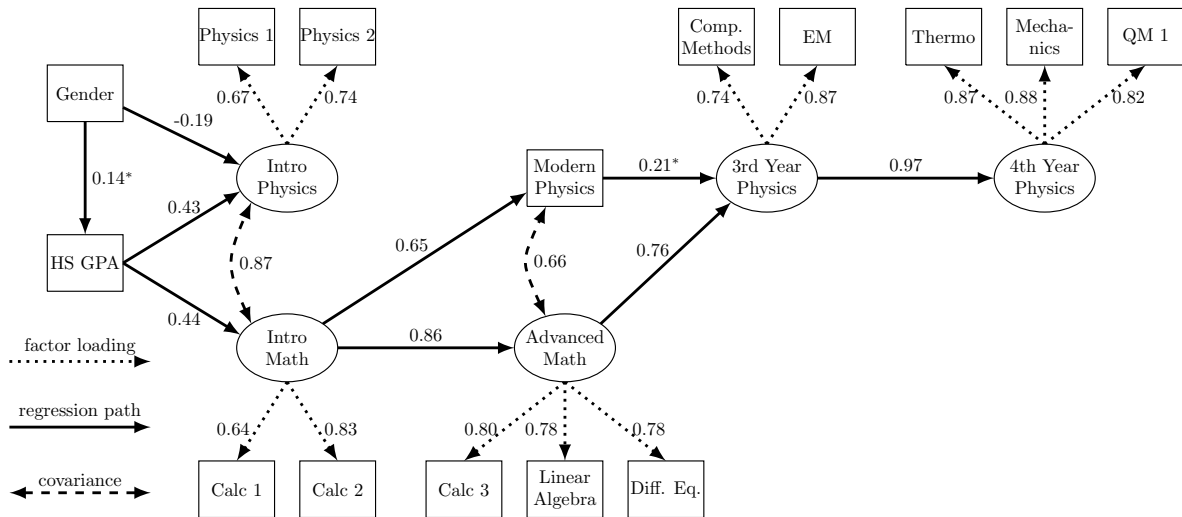 Physics 1
Physics 2
Comp.
Methods
EM
Thermo
Mecha-
nics
QM 1
Gender
0.67
0.74
0.74
0.87
0.87
0.88
0.82
-0.19
0.14*
Intro
Physics
Modern
Physics
0.21*
3rd Year
Physics
0.97
4th Year
Physics
0.43
HS GPA
0.87
0.65
0.66
0.76
0.44
Intro
Math
0.86
Advanced
Math
factor loading
regression path
covariance
0.64
0.83
0.80
0.78
0.78
Calc 1
Calc 2
Calc 3
Linear
Algebra
Diff. Eq.